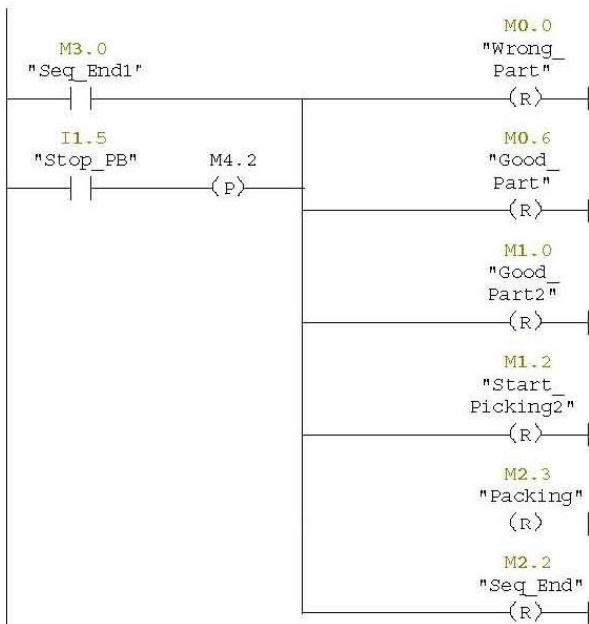 M3.0
"Seq_End1"
M0.0
"Wrong_
Part"
(R)
I1.5
"Stop_PB"
M4.2
(P)
M0.6
"Good_
Part"
(R)
M1.0
"Good_
Part2"
(R)
M1.2
"Start_
Picking2"
(R)
M2.3
"Packing"
(R)
M2.2
"Seq_End"
(R)